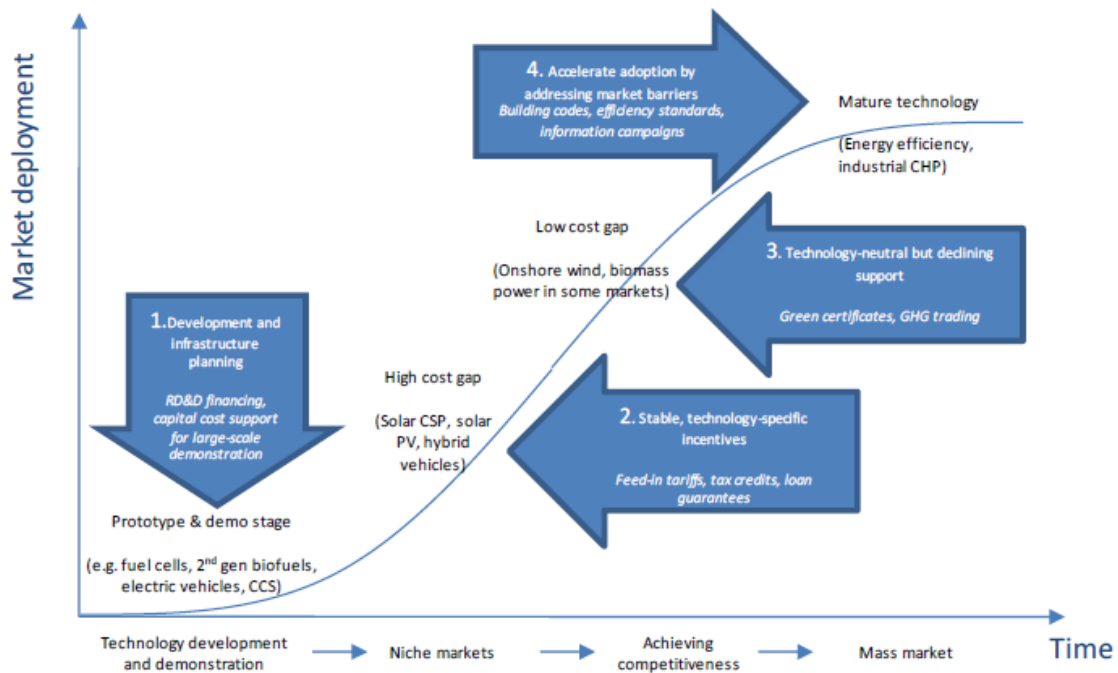 Market deployment
4. Accelerate adoption by
addressing market barriers
Building codes, efficiency standards,
information campaigns
Mature technology
(Energy efficiency,
industrial CHP)
Low cost gap
(Onshore wind, biomass
power in some markets)
3. Technology-neutral but declining
support
Green certificates, GHG trading
1.Development and
infrastructure
planning
RD&D financing,
capital cost support
for large-scale
demonstration
High cost gap
(Solar CSP, solar
PV, hybrid
vehicles)
2. Stable, technology-specific
incentives
Feed-in tariffs, tax credits, loan
guarantees
Prototype & demo stage
(e.g. fuel cells, 2nd gen biofuels,
electric vehicles, CCS)
Technology development
and demonstration
Niche markets
Achieving
competitiveness
Mass market
Time